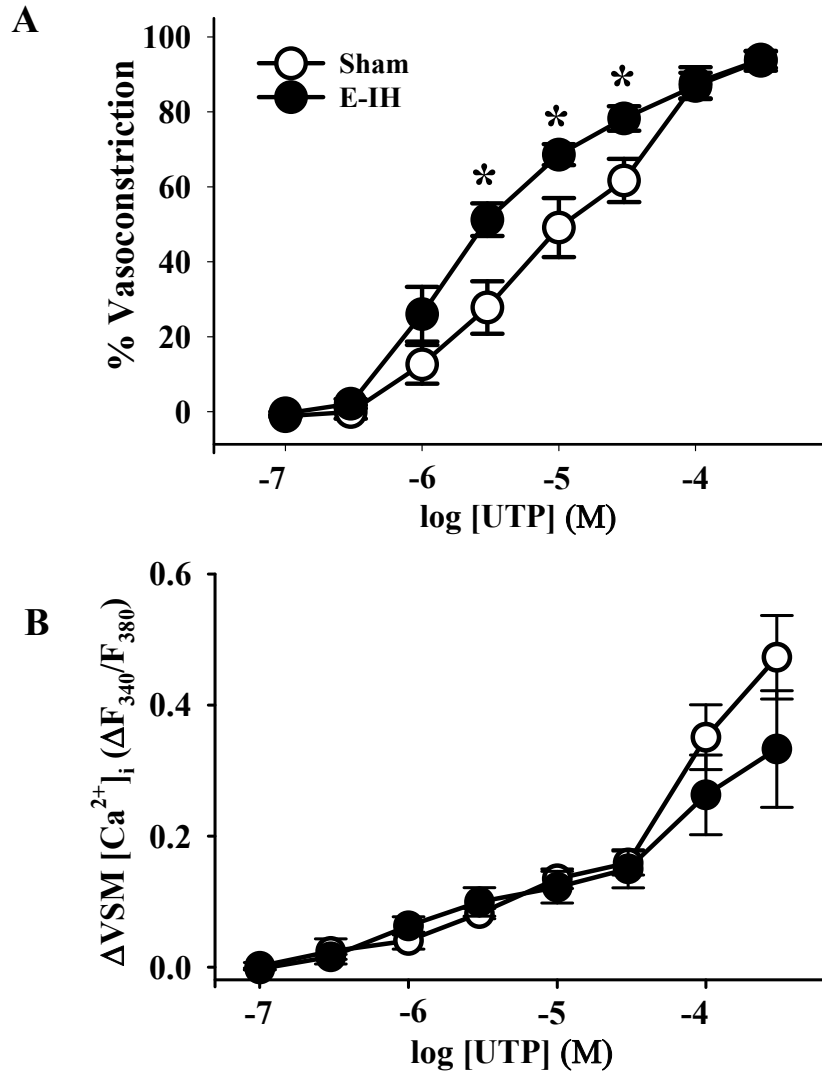 A
% Vasoconstriction
100
80
60
40
20
0
Sham
E-IH
*
*
*
-7
-6
-5
-4
log [UTP] (M)
B
ΔVSM [Ca²⁺]ᵢ (ΔF₃₄₀/F₃₈₀)
0.6
0.4
0.2
0.0
-7
-6
-5
-4
log [UTP] (M)